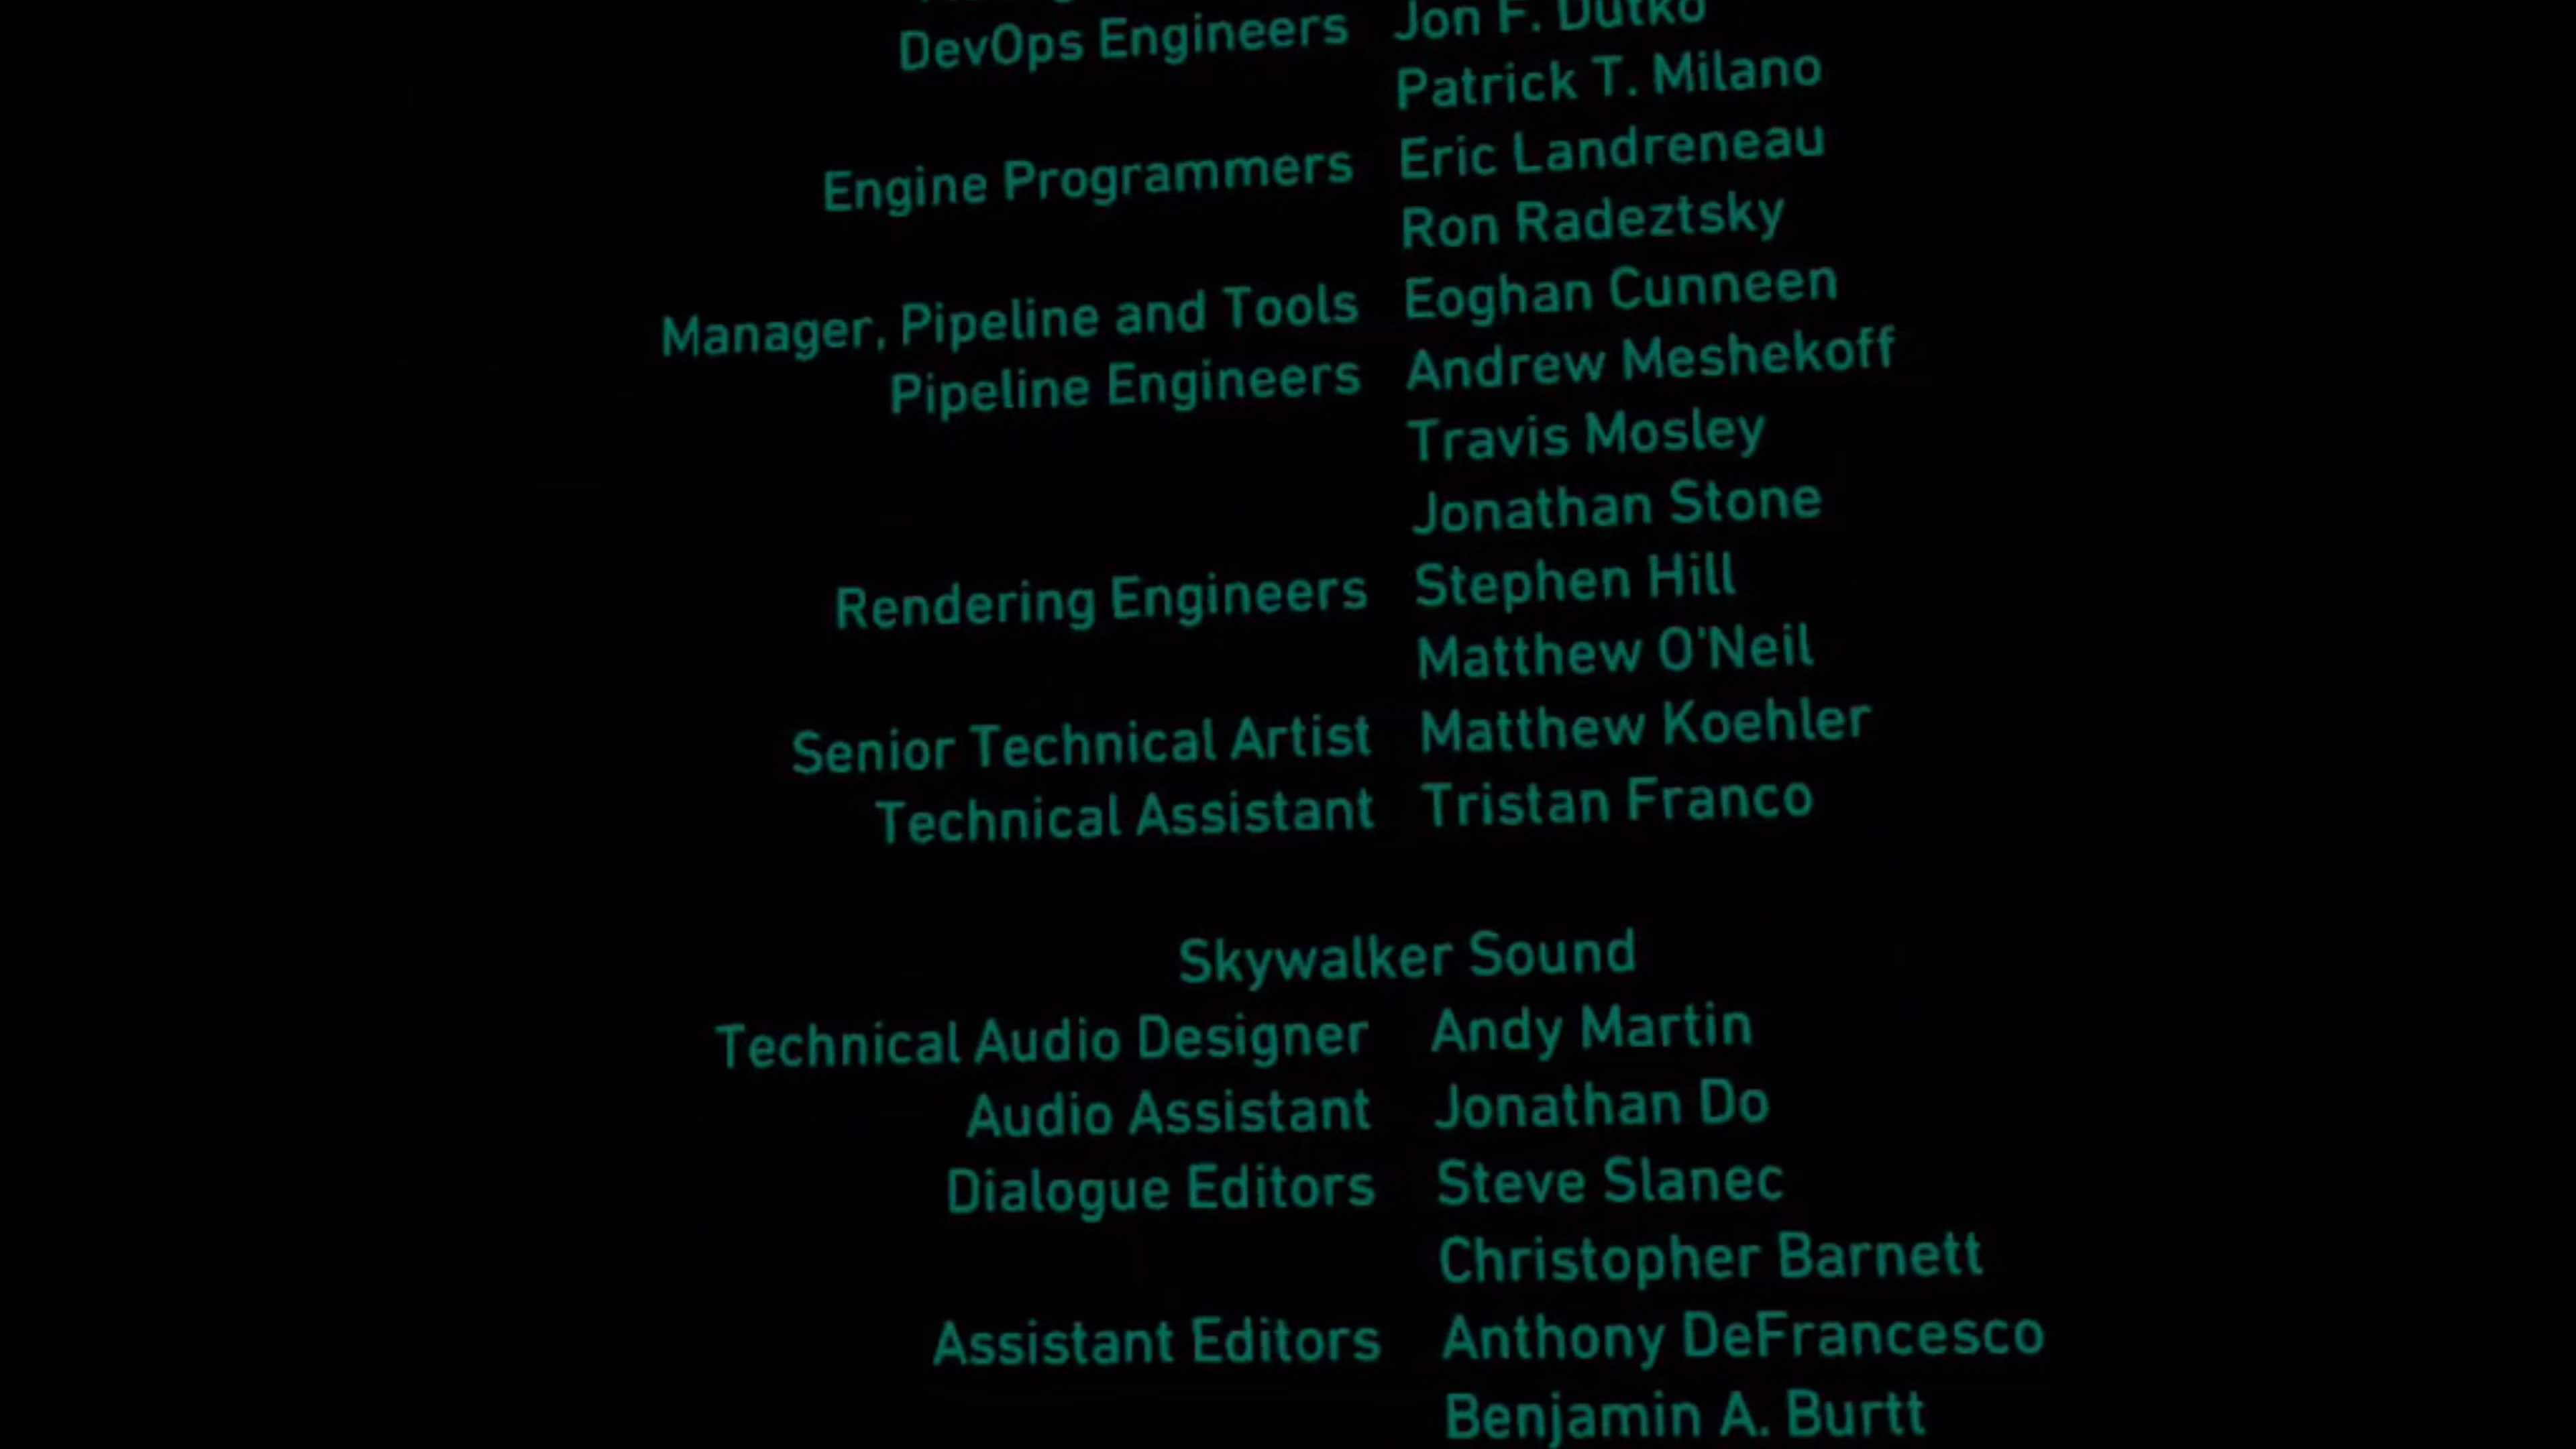 DevOps Engineers Jon F. Dutko
Patrick T. Milano
Engine Programmers Eric Landreneau
Ron Radeztsky
Manager, Pipeline and Tools Eoghan Cunneen
Pipeline Engineers Andrew Meshekoff
Travis Mosley
Jonathan Stone
Rendering Engineers Stephen Hill
Matthew O'Neil
Senior Technical Artist Matthew Koehler
Technical Assistant Tristan Franco
Skywalker Sound
Technical Audio Designer Andy Martin
Audio Assistant Jonathan Do
Dialogue Editors Steve Slanec
Christopher Barnett
Assistant Editors Anthony DeFrancesco
Benjamin A. Burtt